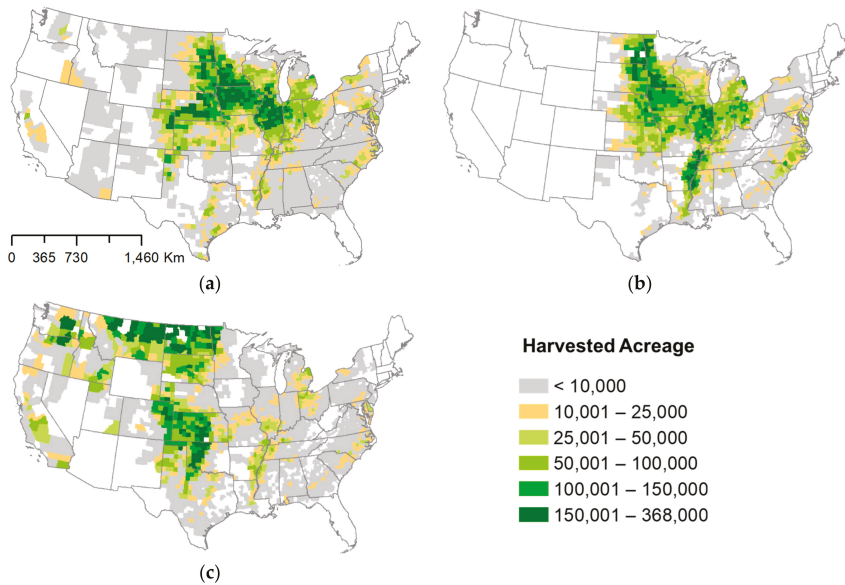 0 365 730 1,460 Km
(a)
(b)
Harvested Acreage
< 10,000
10,001 – 25,000
25,001 – 50,000
50,001 – 100,000
100,001 – 150,000
150,001 – 368,000
(c)